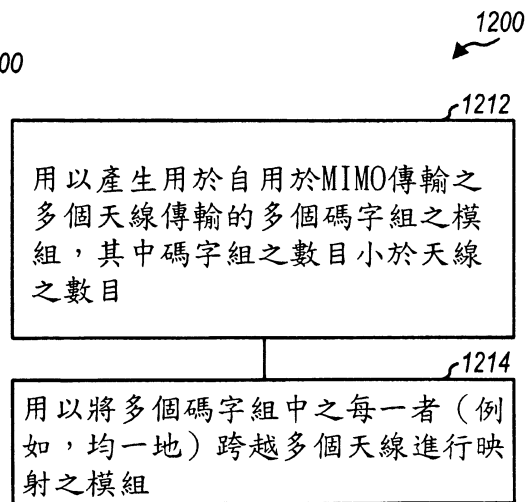 1200
00
1212
用以產生用於自用於MIMO傳輸之
多個天線傳輸的多個碼字組之模
組，其中碼字組之數目小於天線
之數目
1214
用以將多個碼字組中之每一者（例
如，均一地）跨越多個天線進行映
射之模組